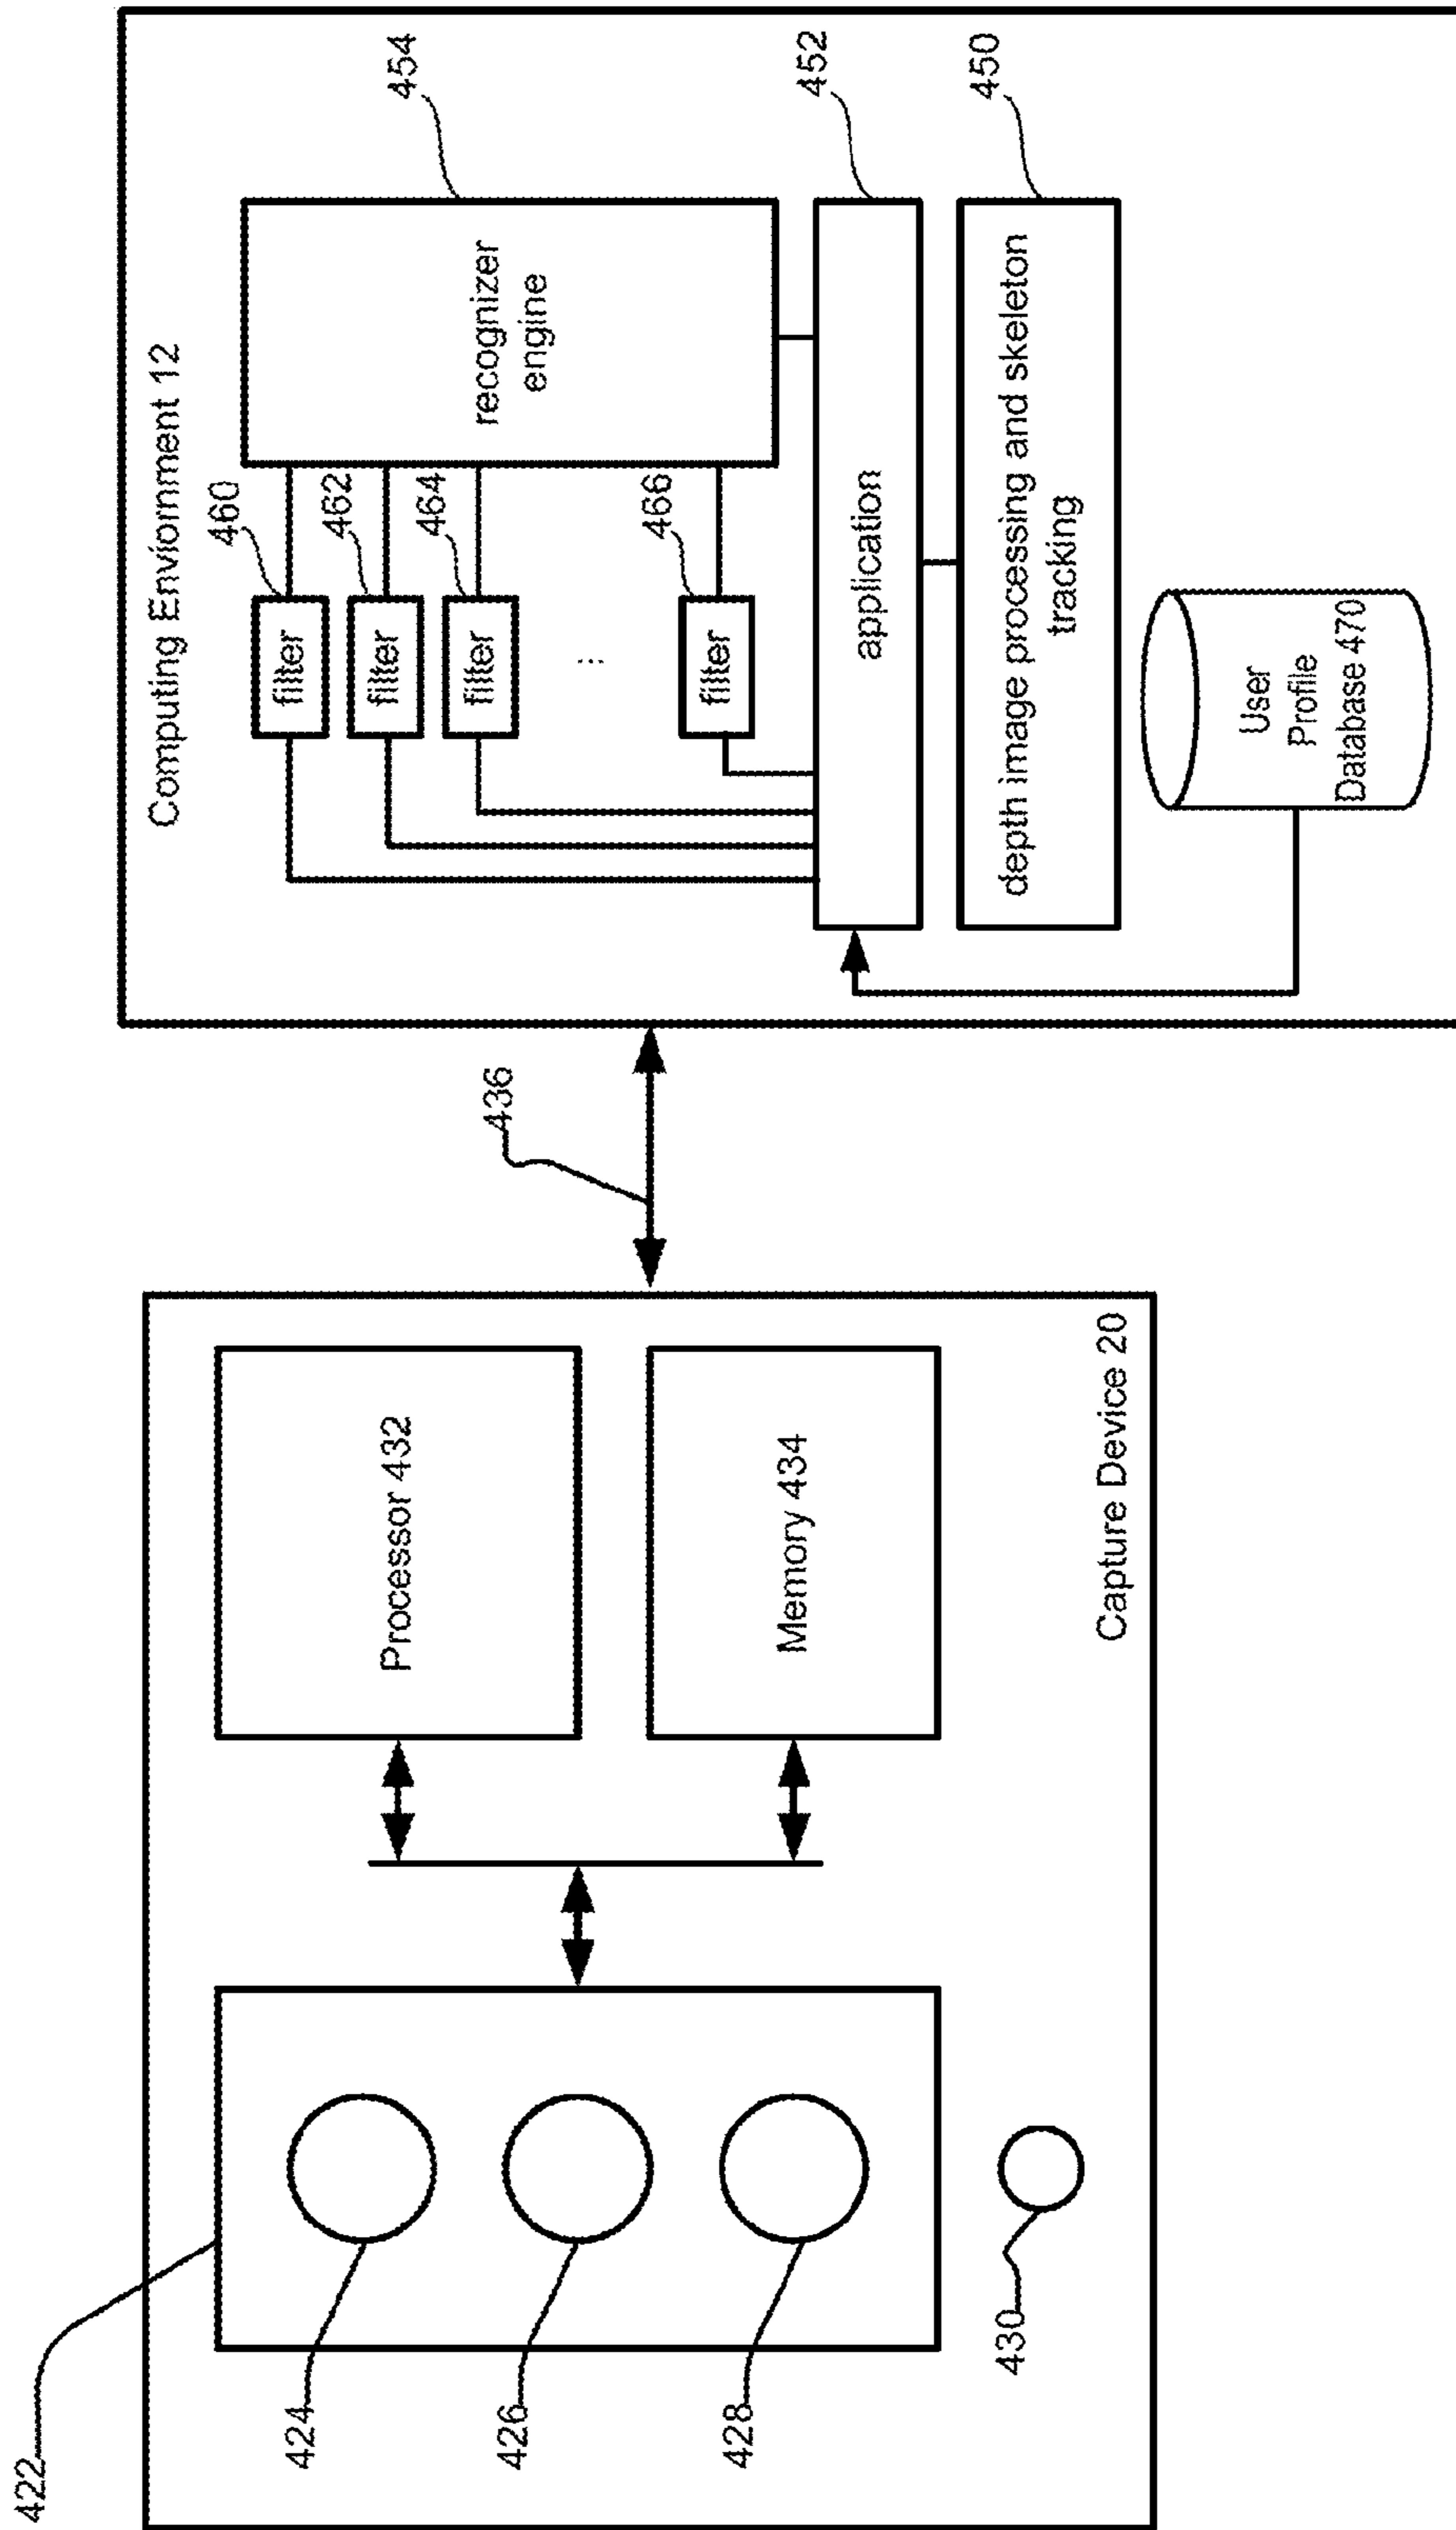 422
424
426
428
430
Processor 432
Memory 434
Capture Device 20
436
Computing Enviornment 12
460
462
464
466
filter
filter
filter
filter
recognizer
engine
454
application
452
depth image processing and skeleton
tracking
450
User
Profile
Database 470